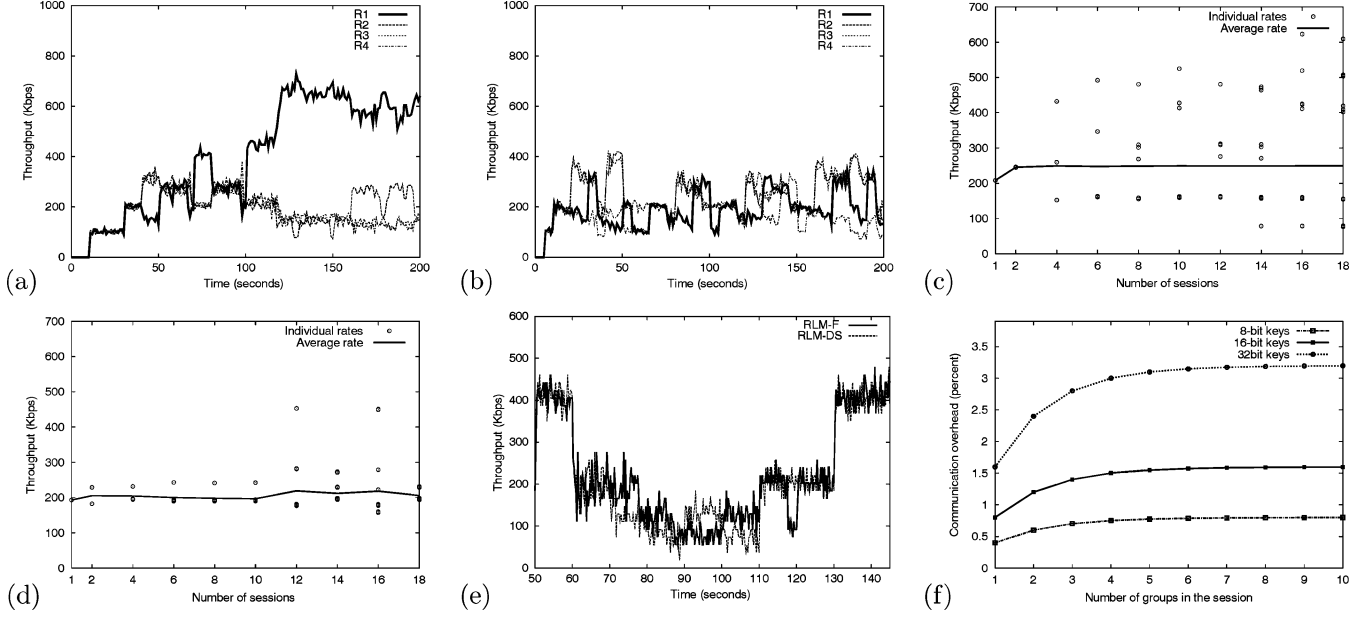 1000
800
600
400
200
0
0 50 100 150 200
Throughput (Kbps)
Time (seconds)
R1
R2
R3
R4
(a)
1000
800
600
400
200
0
0 50 100 150 200
Throughput (Kbps)
Time (seconds)
R1
R2
R3
R4
(b)
700
600
500
400
300
200
100
0
1 2 4 6 8 10 12 14 16 18
Throughput (Kbps)
Number of sessions
Individual rates
Average rate
(c)
700
600
500
400
300
200
100
0
1 2 4 6 8 10 12 14 16 18
Throughput (Kbps)
Number of sessions
Individual rates
Average rate
(d)
600
500
400
300
200
100
0
50 60 70 80 90 100 110 120 130 140
Throughput (Kbps)
Time (seconds)
RLM-F
RLM-DS
(e)
3.5
3
2.5
2
1.5
1
0.5
0
1 2 3 4 5 6 7 8 9 10
Communication overhead (percent)
Number of groups in the session
8-bit keys
16-bit keys
32bit keys
(f)